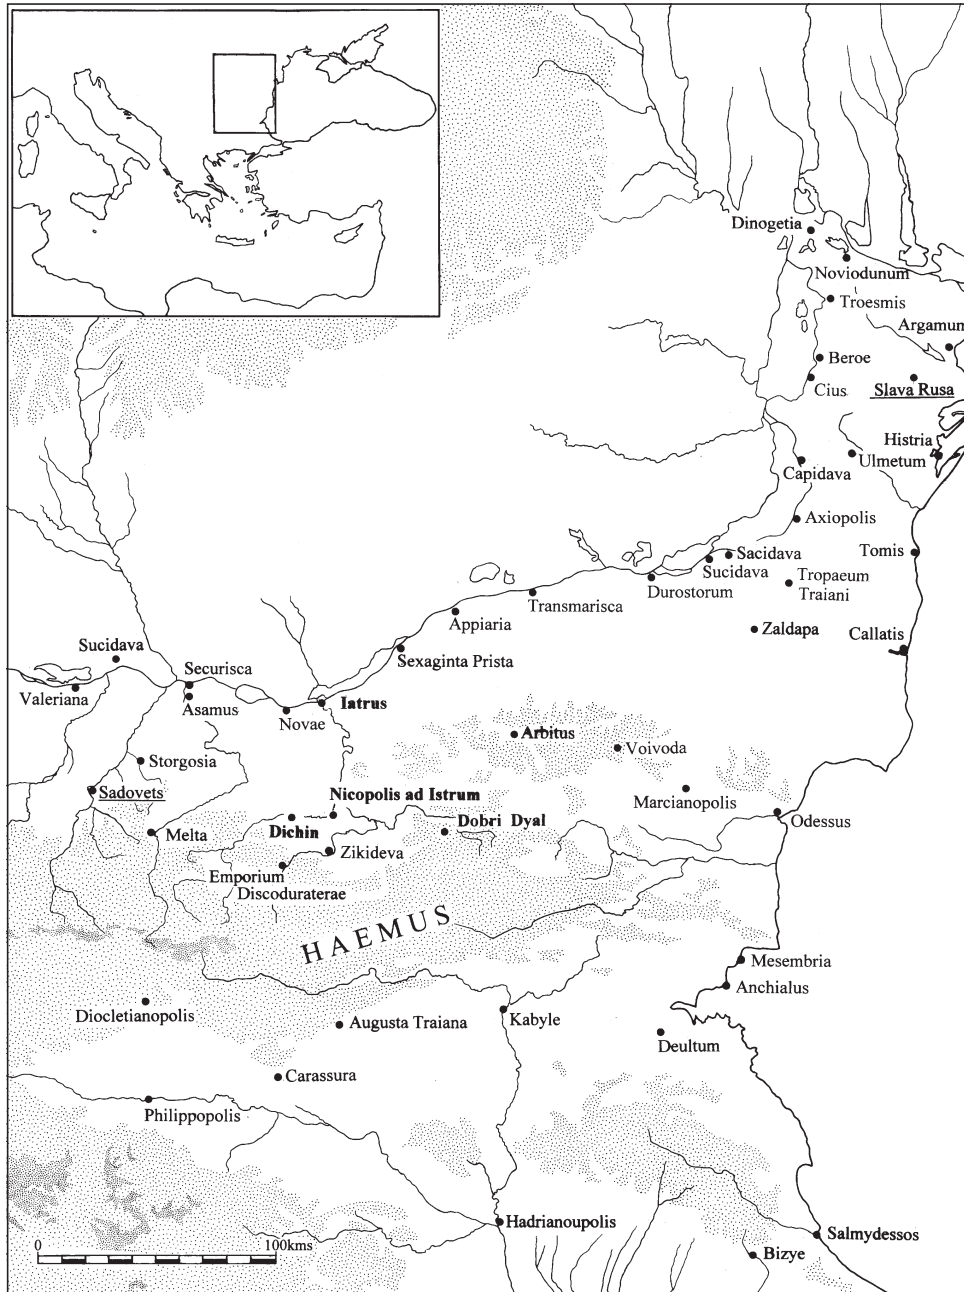 Dinogetia
Noviodunum
Troesmis
Argamum
Beroe
Cius
Slava Rusa
Histria
Ulmetum
Capidava
Axiopolis
Sacidava
Tomis
Sucidava
Durostorum
Tropaeum
Traiani
Transmarisca
Appiaria
Zaldapa
Callatis
Sexaginta Prista
Sucidava
Securisca
Valeriana
Asamus
Iatrus
Novae
Arbitus
Voivoda
Storgosia
Sadovets
Nicopolis ad Istrum
Marcianopolis
Odessus
Dichin
Dobri Dyal
Melta
Zikideva
Emporium
Discoduraterae
HAEMUS
Mesembria
Anchialus
Diocletianopolis
Augusta Traiana
Kabyle
Deultum
Carassura
Philippopolis
Hadrianoupolis
Salmydessos
Bizye
0 100kms